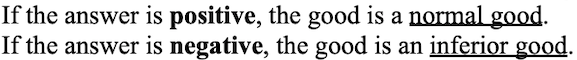 If the answer is positive, the good is a normal good.
If the answer is negative, the good is an inferior good.